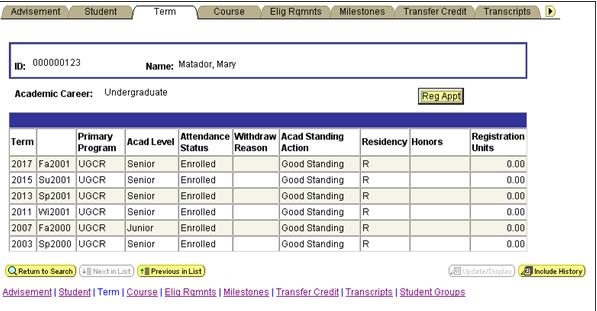 Advisement Student Term Course Elig Rqmnts Milestones Transfer Credit Transcripts
ID: 000000123 Name: Matador, Mary
Academic Career: Undergraduate Reg Appt
Term Primary Program Acad Level Attendance Status Withdraw Reason Acad Standing Action Residency Honors Registration Units
2017 Fa2001 UGCR Senior Enrolled Good Standing R 0.00
2015 Su2001 UGCR Senior Enrolled Good Standing R 0.00
2013 Sp2001 UGCR Senior Enrolled Good Standing R 0.00
2011 Wi2001 UGCR Senior Enrolled Good Standing R 0.00
2007 Fa2000 UGCR Junior Enrolled Good Standing R 0.00
2003 Sp2000 UGCR Senior Enrolled Good Standing R 0.00
Return to Search Next in List Previous in List Update/Display Include History
Advisement | Student | Term | Course | Elig Rqmnts | Milestones | Transfer Credit | Transcripts | Student Groups